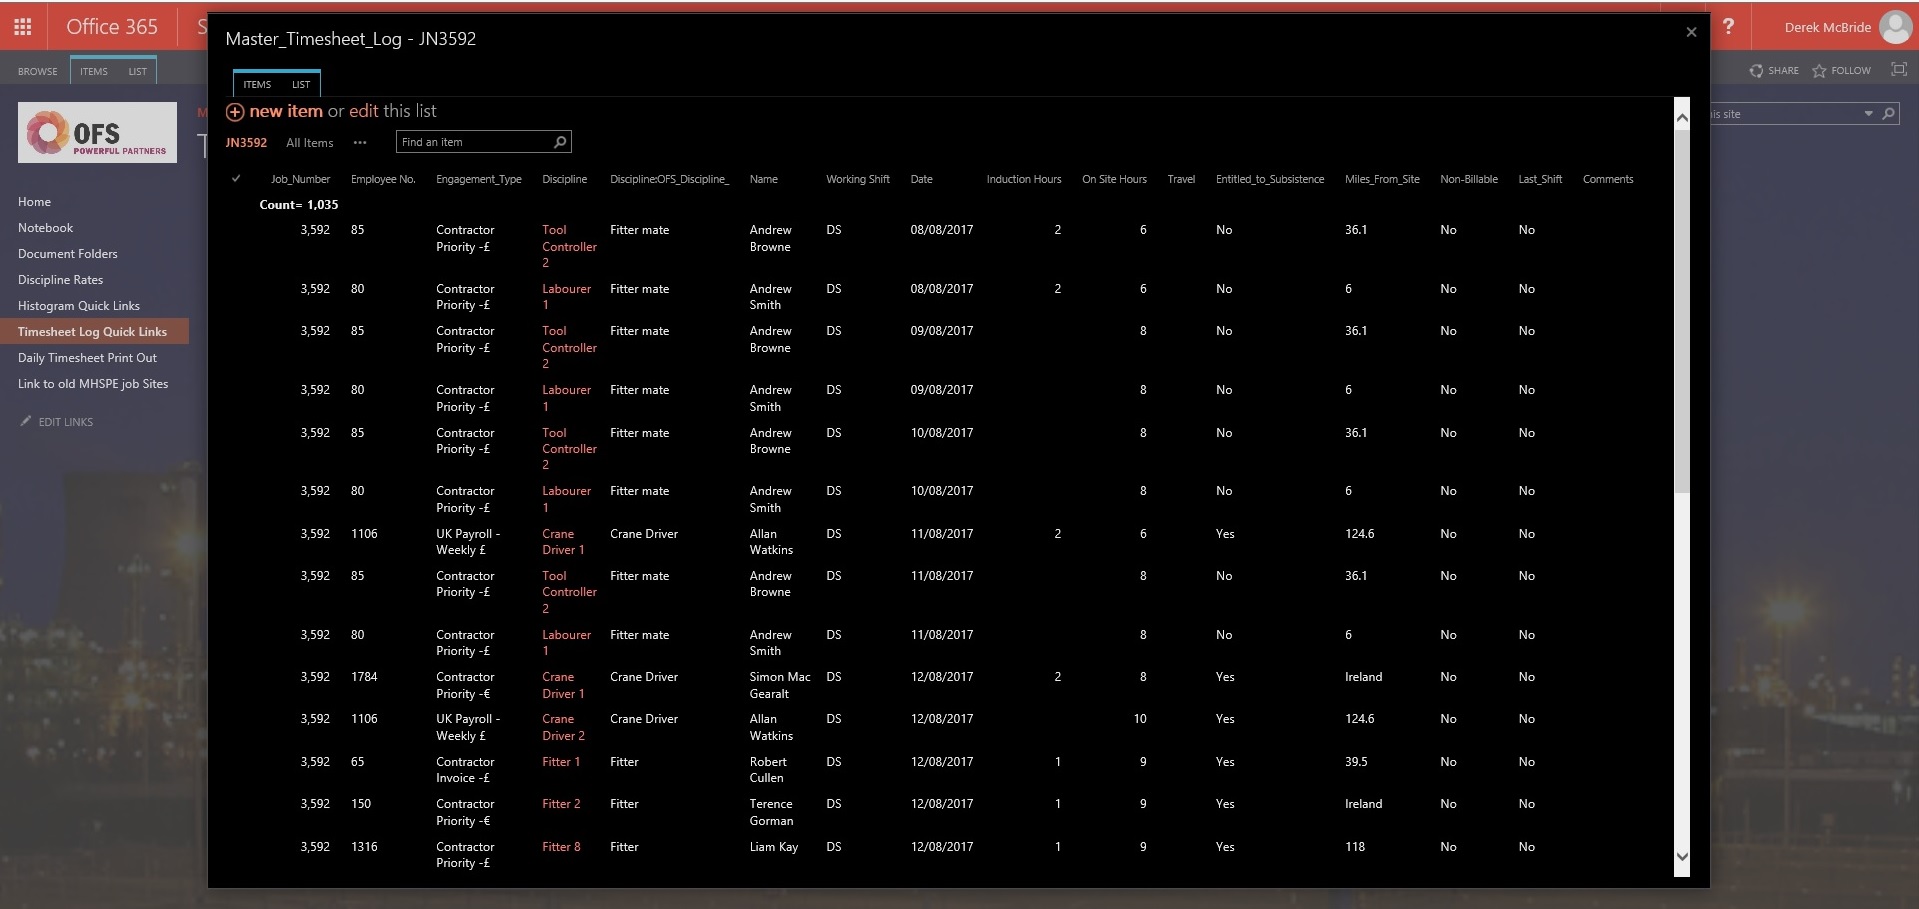 Office 365
S
?
Derek McBride
BROWSE
ITEMS
LIST
SHARE
FOLLOW
OFS
POWERFUL PARTNERS
M
T
is site
Home
Notebook
Document Folders
Discipline Rates
Histogram Quick Links
Timesheet Log Quick Links
Daily Timesheet Print Out
Link to old MHSPE job Sites
EDIT LINKS
Master_Timesheet_Log - JN3592
ITEMS LIST
new item or edit this list
JN3592 All Items ... Find an item
Job_Number Employee No. Engagement_Type Discipline Discipline:OFS_Discipline_ Name Working Shift Date Induction Hours On Site Hours Travel Entitled_to_Subsistence Miles_From_Site Non-Billable Last_Shift Comments
Count= 1,035
3,592 85 Contractor Tool Fitter mate Andrew DS 08/08/2017 2 6 No 36.1 No No
Priority -£ Controller Browne
2
3,592 80 Contractor Labourer Fitter mate Andrew DS 08/08/2017 2 6 No 6 No No
Priority -£ 1 Smith
3,592 85 Contractor Tool Fitter mate Andrew DS 09/08/2017 8 No 36.1 No No
Priority -£ Controller Browne
2
3,592 80 Contractor Labourer Fitter mate Andrew DS 09/08/2017 8 No 6 No No
Priority -£ 1 Smith
3,592 85 Contractor Tool Fitter mate Andrew DS 10/08/2017 8 No 36.1 No No
Priority -£ Controller Browne
2
3,592 80 Contractor Labourer Fitter mate Andrew DS 10/08/2017 8 No 6 No No
Priority -£ 1 Smith
3,592 1106 UK Payroll - Crane Crane Driver Allan DS 11/08/2017 2 6 Yes 124.6 No No
Weekly £ Driver 1 Watkins
3,592 85 Contractor Tool Fitter mate Andrew DS 11/08/2017 8 No 36.1 No No
Priority -£ Controller Browne
2
3,592 80 Contractor Labourer Fitter mate Andrew DS 11/08/2017 8 No 6 No No
Priority -£ 1 Smith
3,592 1784 Contractor Crane Crane Driver Simon Mac DS 12/08/2017 2 8 Yes Ireland No No
Priority -€ Driver 1 Gearalt
3,592 1106 UK Payroll - Crane Crane Driver Allan DS 12/08/2017 10 Yes 124.6 No No
Weekly £ Driver 2 Watkins
3,592 65 Contractor Fitter 1 Fitter Robert DS 12/08/2017 1 9 Yes 39.5 No No
Invoice -£ Cullen
3,592 150 Contractor Fitter 2 Fitter Terence DS 12/08/2017 1 9 Yes Ireland No No
Priority -€ Gorman
3,592 1316 Contractor Fitter 8 Fitter Liam Kay DS 12/08/2017 1 9 Yes 118 No No
Priority -£